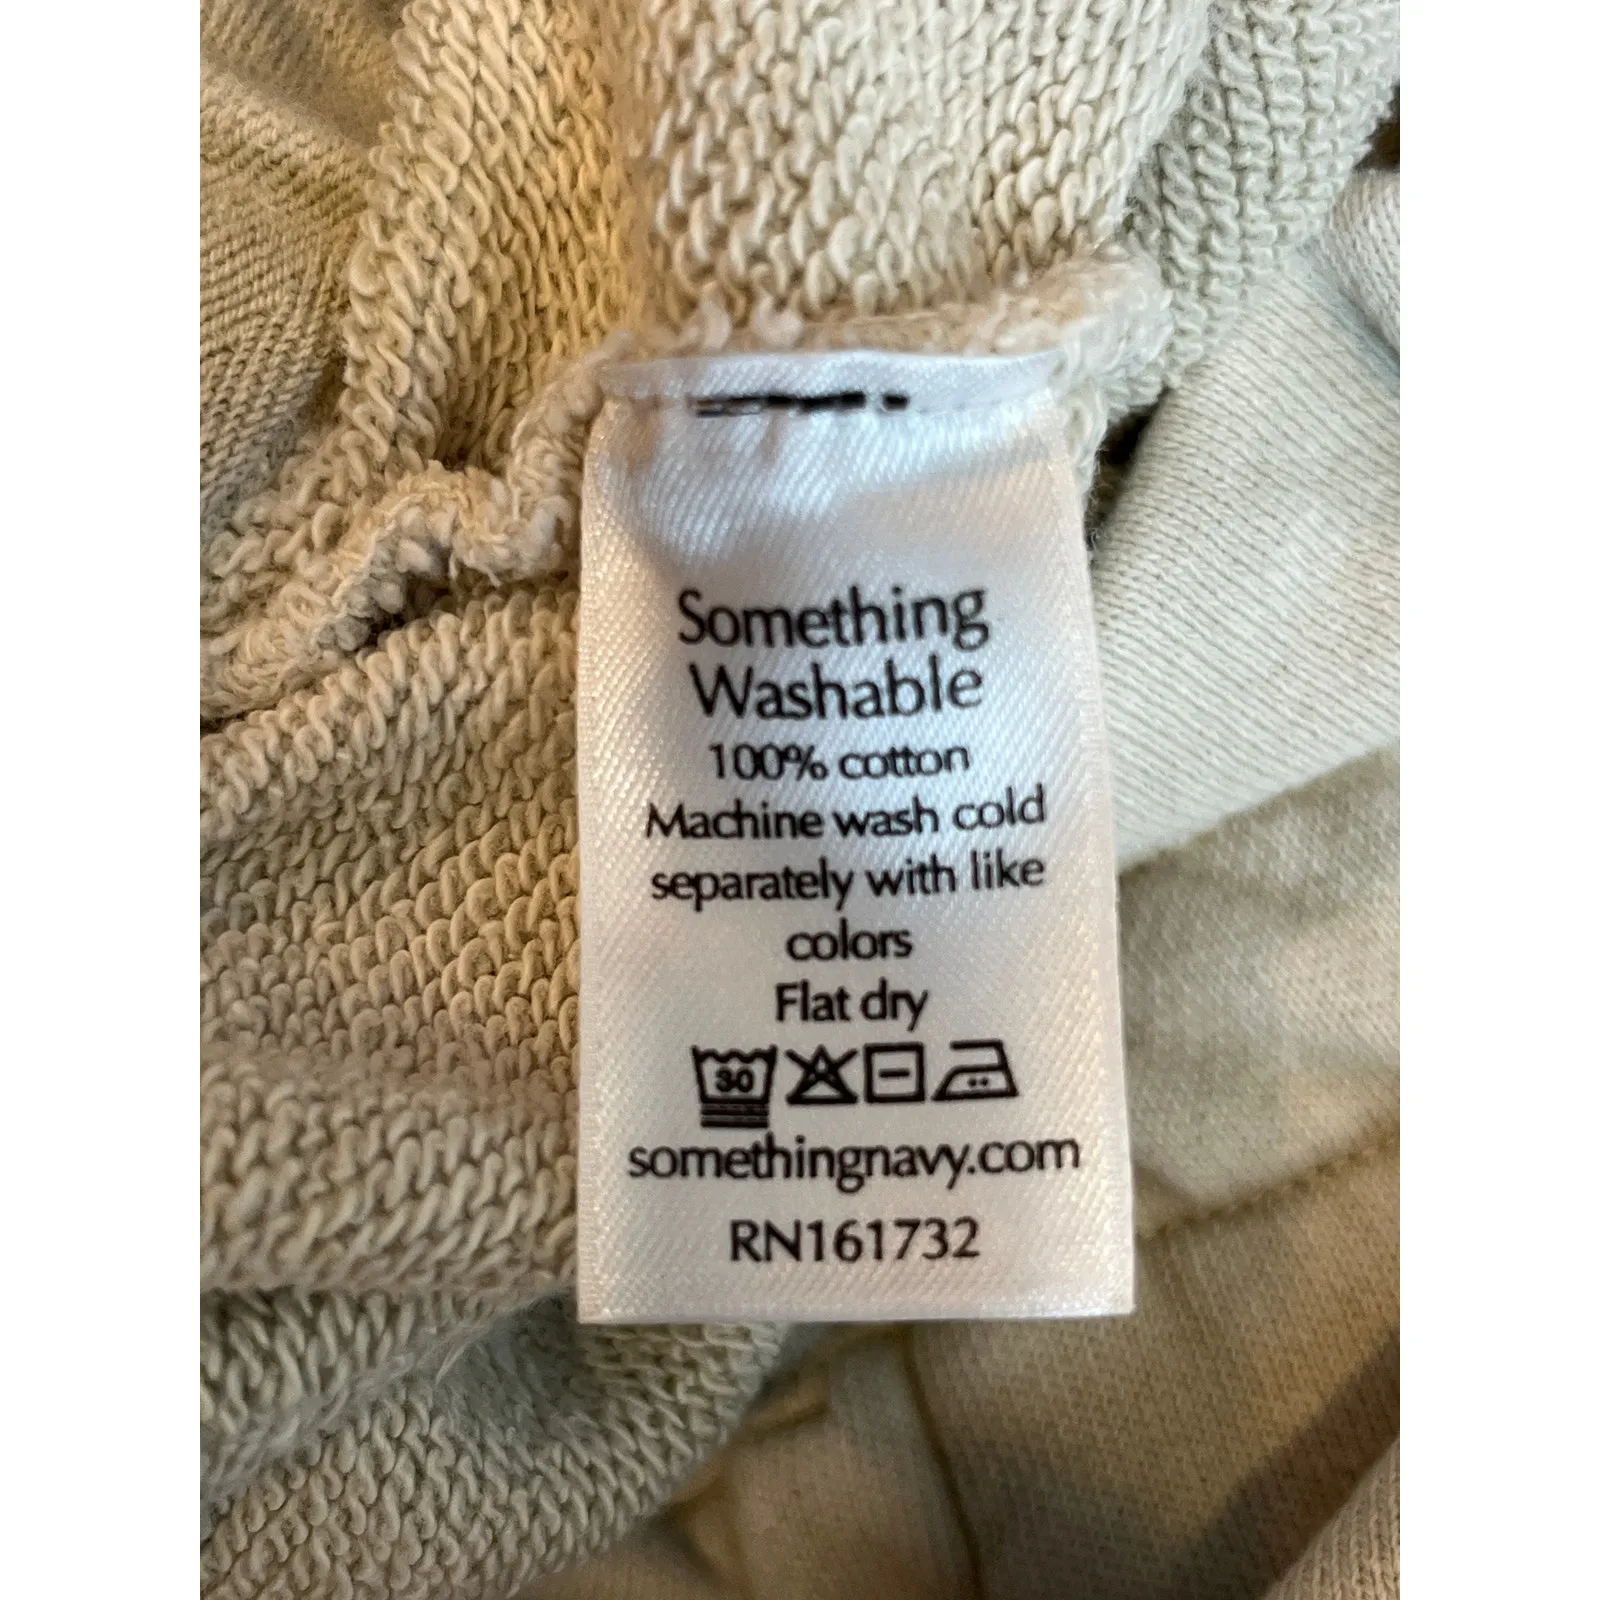 Something
Washable
100% cotton
Machine wash cold
separately with like
colors
Flat dry
30
somethingnavy.com
RN161732